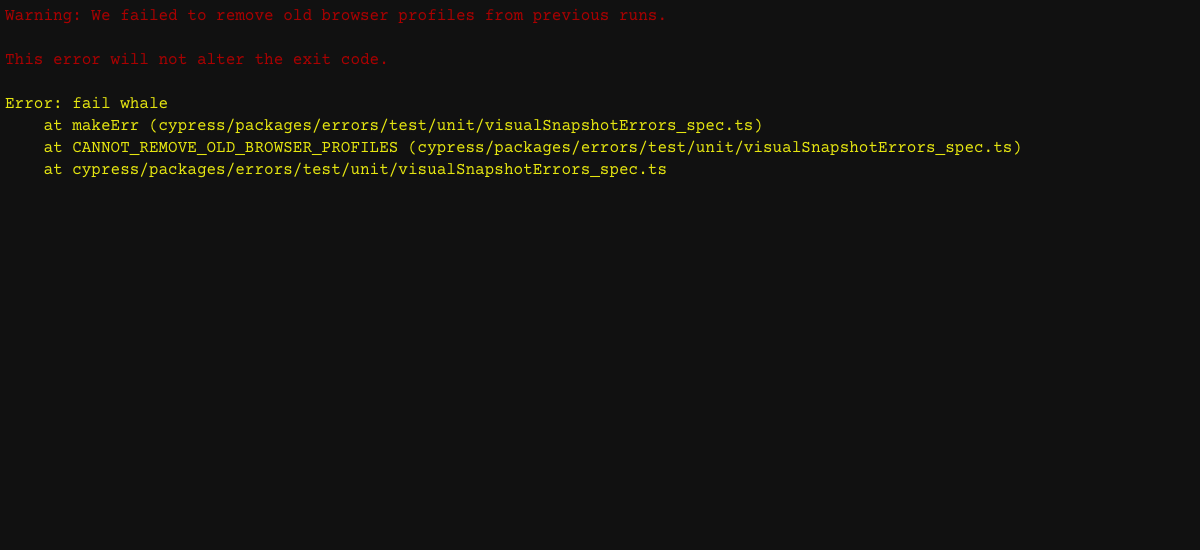 Warning: We failed to remove old browser profiles from previous runs.
This error will not alter the exit code.
Error: fail whale
at makeErr (cypress/packages/errors/test/unit/visualSnapshotErrors_spec.ts)
at CANNOT_REMOVE_OLD_BROWSER_PROFILES (cypress/packages/errors/test/unit/visualSnapshotErrors_spec.ts)
at cypress/packages/errors/test/unit/visualSnapshotErrors_spec.ts